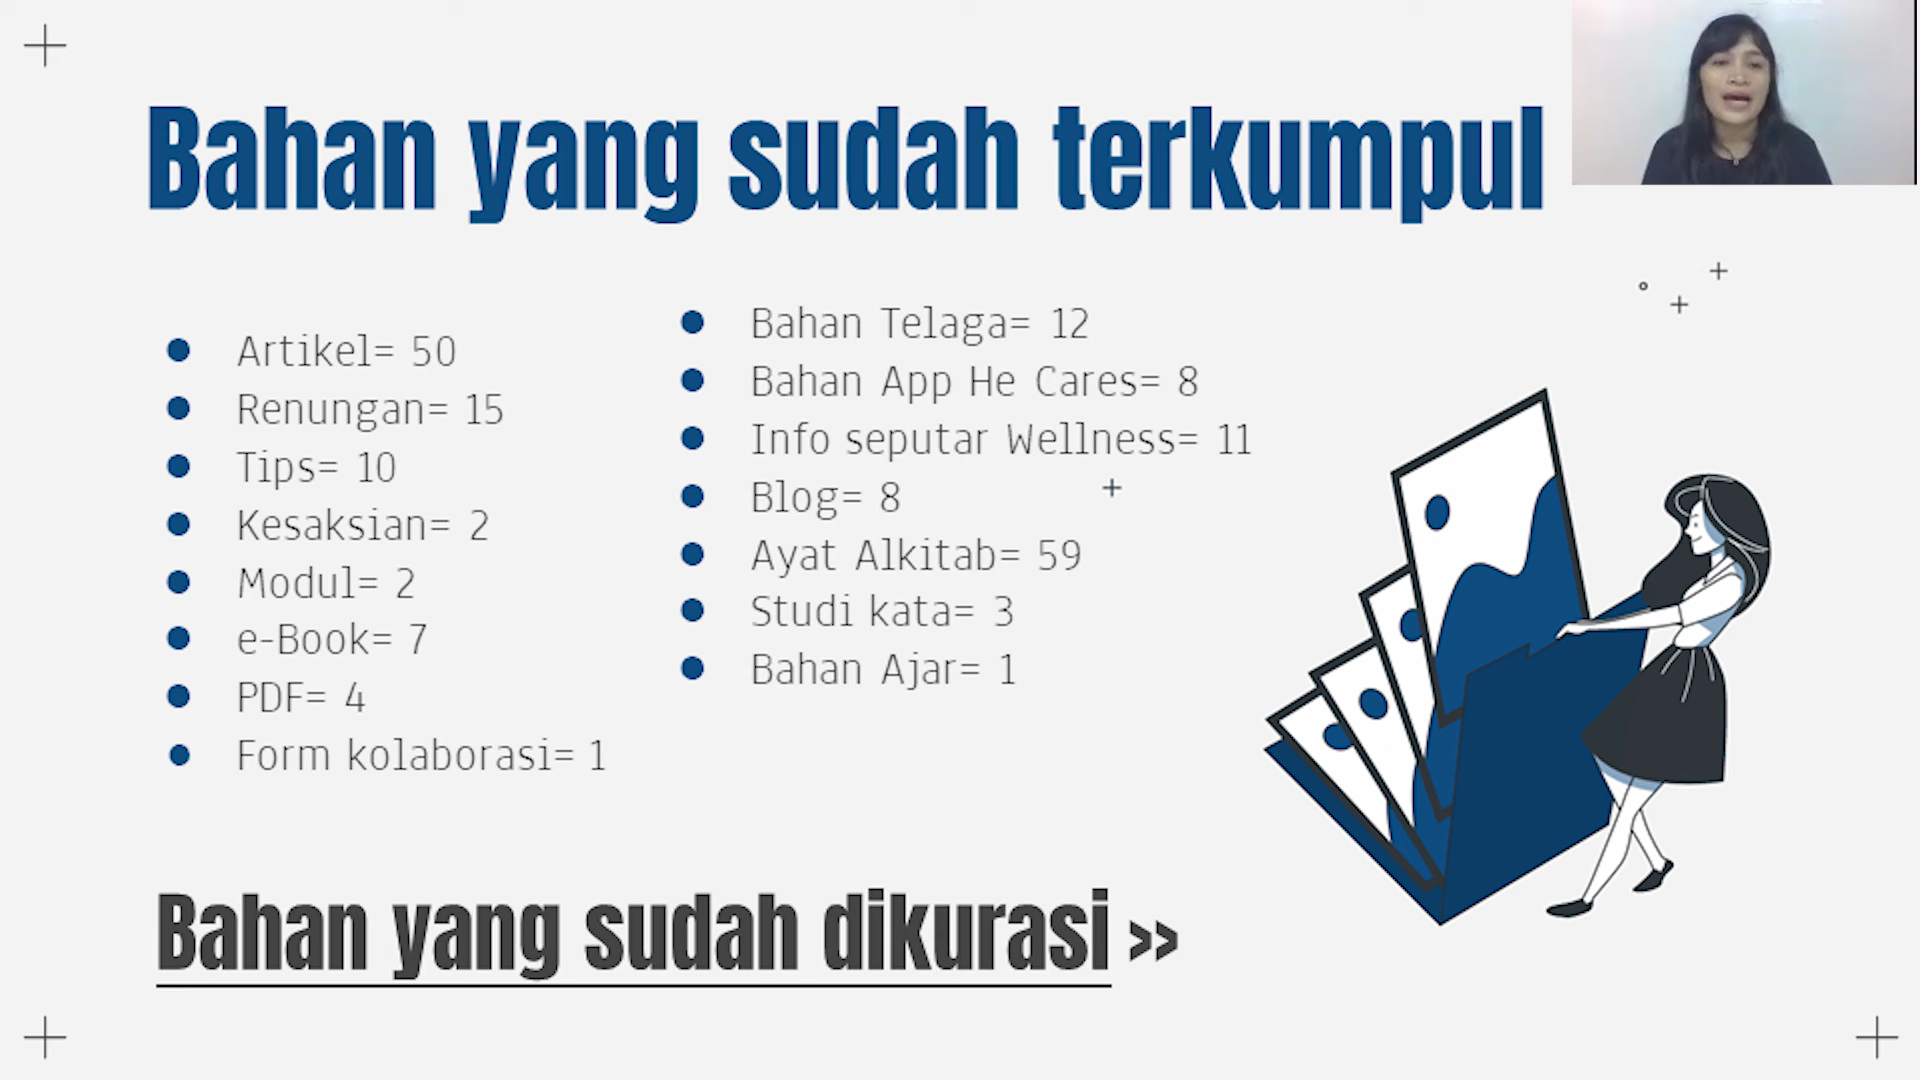 Bahan yang sudah terkumpul
Artikel= 50
Renungan= 15
Tips= 10
Kesaksian= 2
Modul= 2
e-Book= 7
PDF= 4
Form kolaborasi= 1
Bahan Telaga= 12
Bahan App He Cares= 8
Info seputar Wellness= 11
Blog= 8
Ayat Alkitab= 59
Studi kata= 3
Bahan Ajar= 1
Bahan yang sudah dikurasi >>